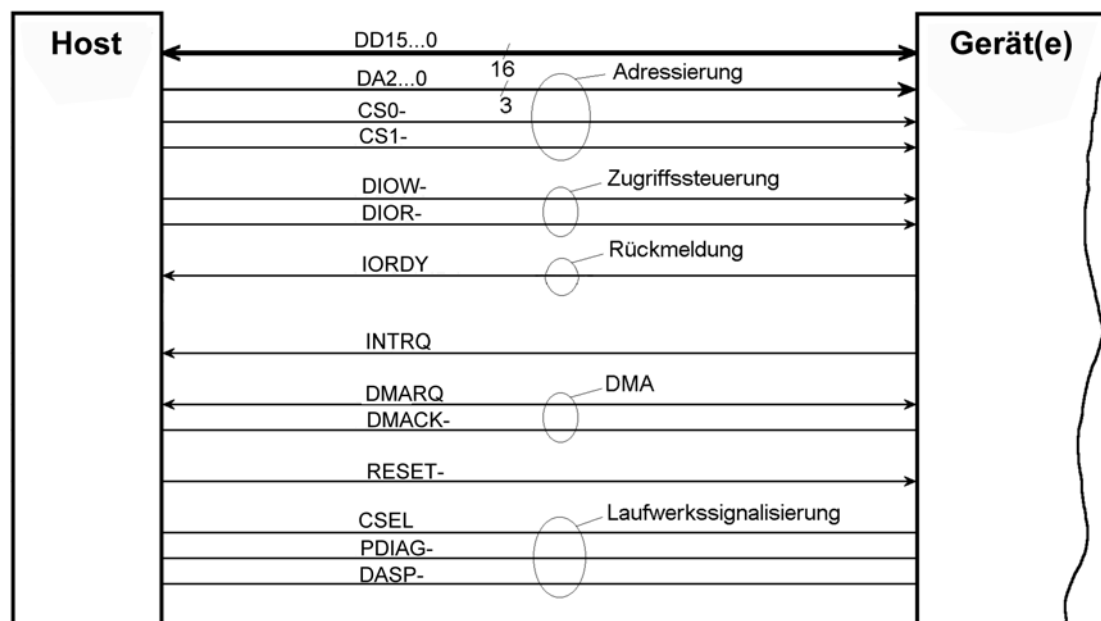 Host
Gerät(e)
DD15...0
16
Adressierung
DA2...0
3
CS0-
CS1-
Zugriffssteuerung
DIOW-
DIOR-
Rückmeldung
IORDY
INTRQ
DMA
DMARQ
DMACK-
RESET-
Laufwerkssignalisierung
CSEL
PDIAG-
DASP-